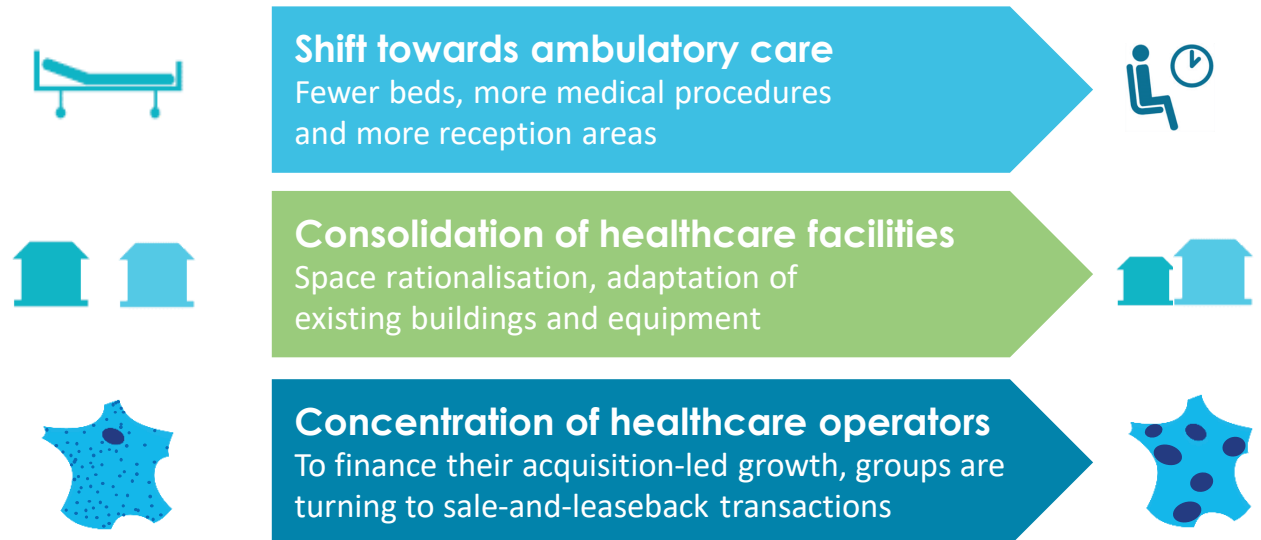 Shift towards ambulatory care
Fewer beds, more medical procedures
and more reception areas
Consolidation of healthcare facilities
Space rationalisation, adaptation of
existing buildings and equipment
Concentration of healthcare operators
To finance their acquisition-led growth, groups are
turning to sale-and-leaseback transactions